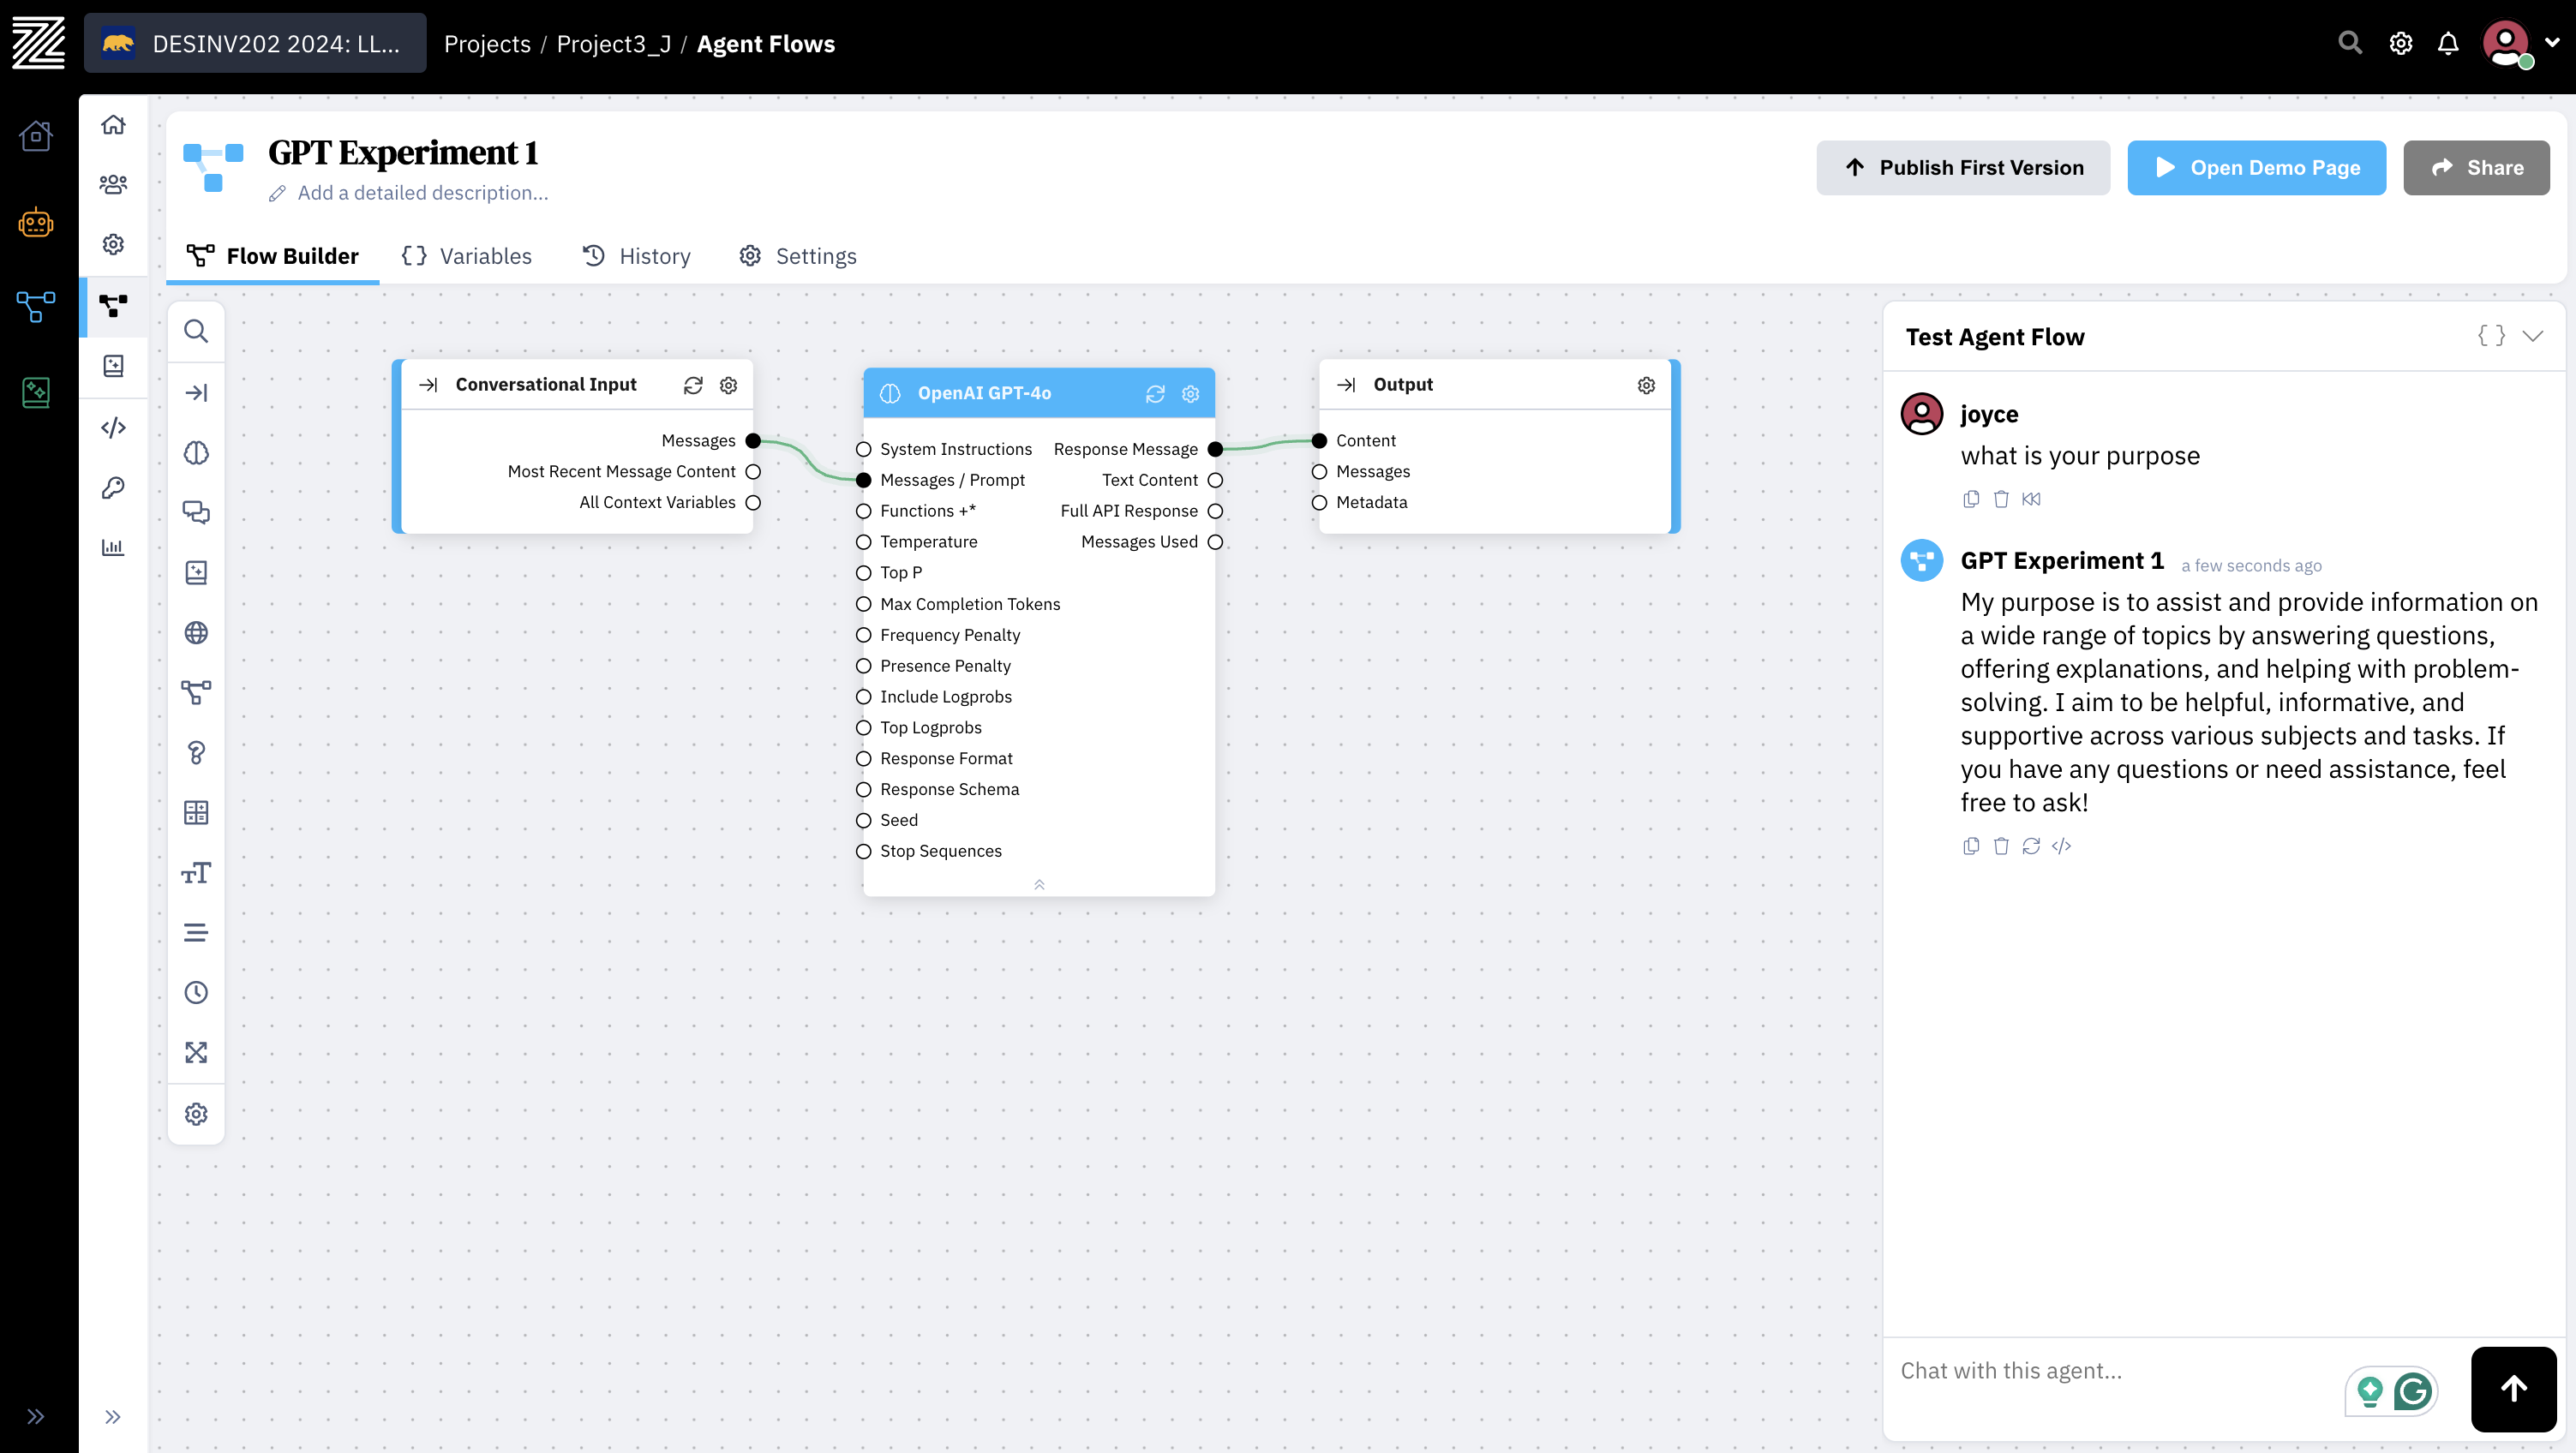 DESINV202 2024: LL...
Projects / Project3_J / Agent Flows
GPT Experiment 1
Add a detailed description...
Publish First Version
Open Demo Page
Share
Flow Builder
Variables
History
Settings
Conversational Input
Messages
Most Recent Message Content
All Context Variables
OpenAI GPT-4o
System Instructions
Messages / Prompt
Functions +*
Temperature
Top P
Max Completion Tokens
Frequency Penalty
Presence Penalty
Include Logprobs
Top Logprobs
Response Format
Response Schema
Seed
Stop Sequences
Response Message
Text Content
Full API Response
Messages Used
Output
Content
Messages
Metadata
Test Agent Flow
joyce
what is your purpose
GPT Experiment 1 a few seconds ago
My purpose is to assist and provide information on
a wide range of topics by answering questions,
offering explanations, and helping with problem-
solving. I aim to be helpful, informative, and
supportive across various subjects and tasks. If
you have any questions or need assistance, feel
free to ask!
Chat with this agent...